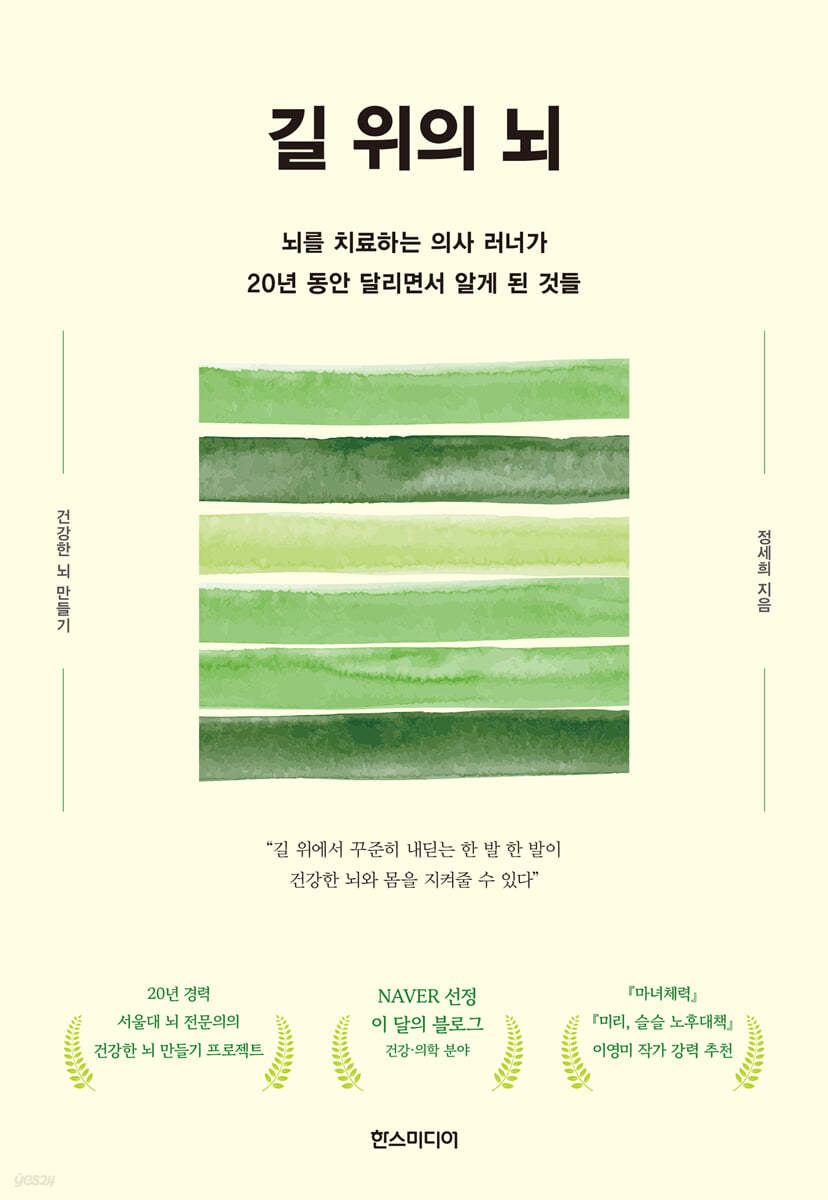 길 위의 뇌
뇌를 치료하는 의사 러너가
20년 동안 달리면서 알게 된 것들
건강한 뇌 만들기
정세희 지음
“길 위에서 꾸준히 내딛는 한 발 한 발이
건강한 뇌와 몸을 지켜줄 수 있다”
20년 경력
서울대 뇌 전문의의
건강한 뇌 만들기 프로젝트
NAVER 선정
이 달의 블로그
건강·의학 분야
『마녀체력』
『미리, 슬슬 노후대책』
이영미 작가 강력 추천
한스미디어
yes24